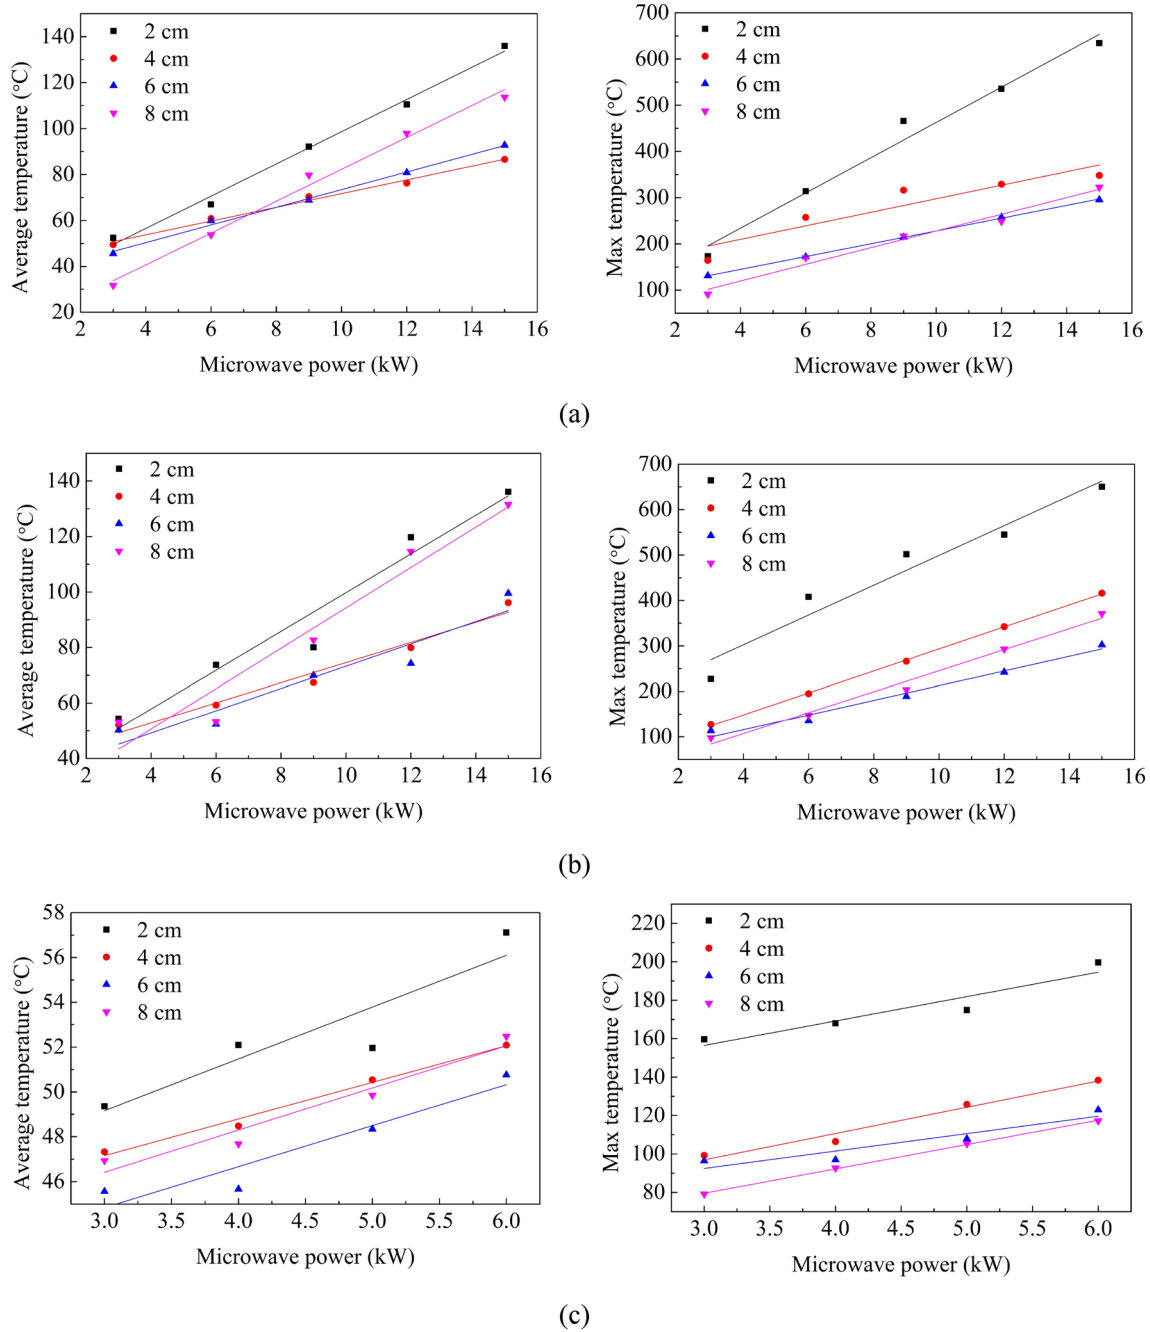 140
120
100
80
60
40
20
2 cm
4 cm
6 cm
8 cm
Average temperature (°C)
2 4 6 8 10 12 14 16
Microwave power (kW)
700
600
500
400
300
200
100
2 cm
4 cm
6 cm
8 cm
Max temperature (°C)
2 4 6 8 10 12 14 16
Microwave power (kW)
(a)
140
120
100
80
60
40
2 cm
4 cm
6 cm
8 cm
Average temperature (°C)
2 4 6 8 10 12 14 16
Microwave power (kW)
700
600
500
400
300
200
100
2 cm
4 cm
6 cm
8 cm
Max temperature (°C)
2 4 6 8 10 12 14 16
Microwave power (kW)
(b)
58
56
54
52
50
48
46
2 cm
4 cm
6 cm
8 cm
Average temperature (°C)
3.0 3.5 4.0 4.5 5.0 5.5 6.0
Microwave power (kW)
220
200
180
160
140
120
100
80
2 cm
4 cm
6 cm
8 cm
Max temperature (°C)
3.0 3.5 4.0 4.5 5.0 5.5 6.0
Microwave power (kW)
(c)